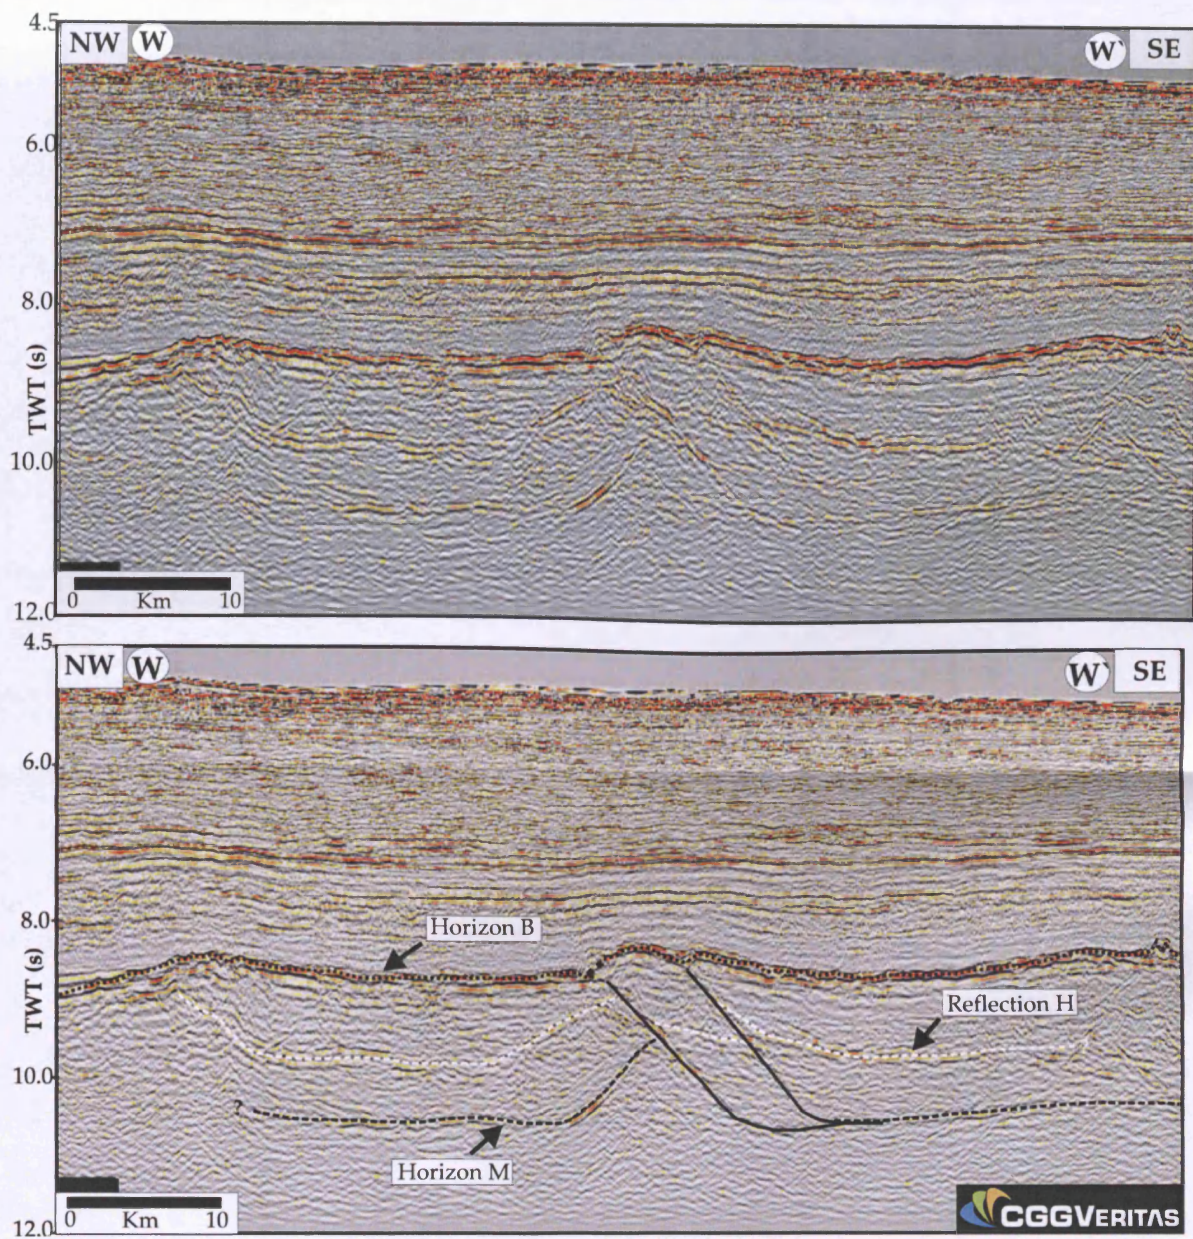 4.5
NW W W` SE
6.0
8.0
TWT (s)
10.0
0 Km 10
12.0
4.5
NW W W` SE
6.0
8.0
Horizon B
TWT (s)
Reflection H
10.0
?
Horizon M
0 Km 10
12.0
CGGVERITAS